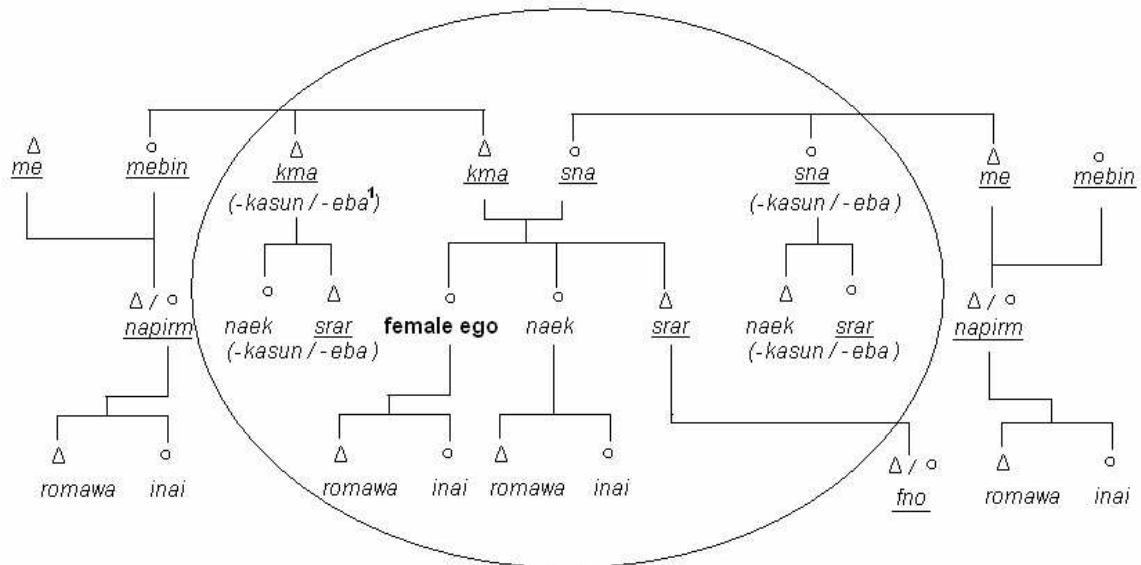 me mebin kma kma sna sna me mebin
(-kasun / -eba¹) (-kasun / -eba)
napirm naek srar female ego naek srar naek srar napirm
(-kasun / -eba) (-kasun / -eba)
romawa inai romawa inai romawa inai fno romawa inai